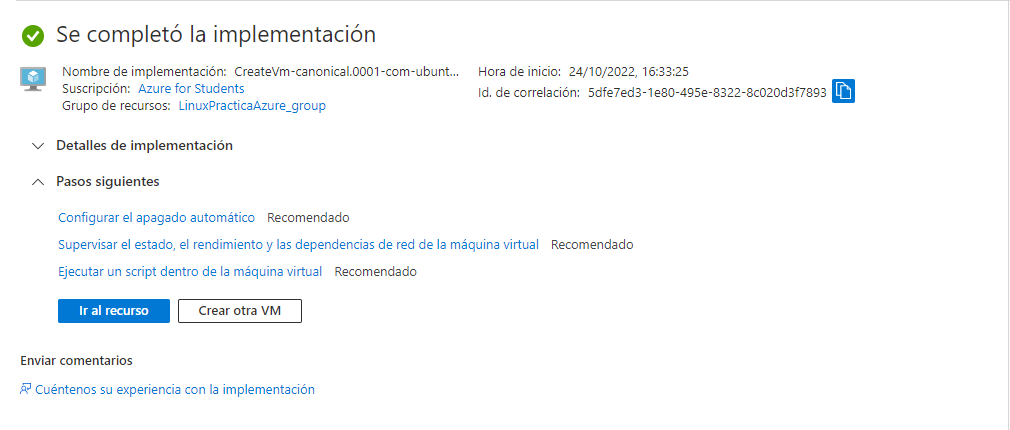 Se completó la implementación
Nombre de implementación: CreateVm-canonical.0001-com-ubunt...
Suscripción: Azure for Students
Grupo de recursos: LinuxPracticaAzure_group
Hora de inicio: 24/10/2022, 16:33:25
Id. de correlación: 5dfe7ed3-1e80-495e-8322-8c020d3f7893
Detalles de implementación
Pasos siguientes
Configurar el apagado automático Recomendado
Supervisar el estado, el rendimiento y las dependencias de red de la máquina virtual Recomendado
Ejecutar un script dentro de la máquina virtual Recomendado
Ir al recurso Crear otra VM
Enviar comentarios
Cuéntenos su experiencia con la implementación